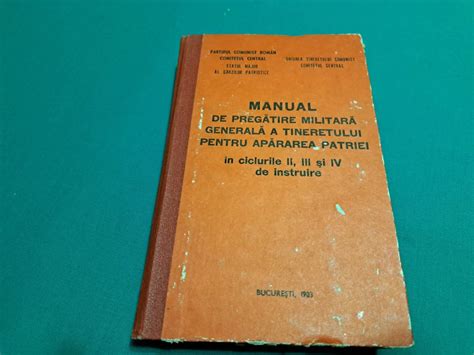 PARTIDUL COMUNIST ROMÂN
COMITETUL CENTRAL
STATUL MAJOR
AL GĂRZILOR PATRIOTICE
UNIUNEA TINERETULUI COMUNIST
COMITETUL CENTRAL
MANUAL
DE PREGĂTIRE MILITARĂ
GENERALĂ A TINERETULUI
PENTRU APĂRAREA PATRIEI
în ciclurile II, III și IV
de instruire
BUCUREȘTI, 1983